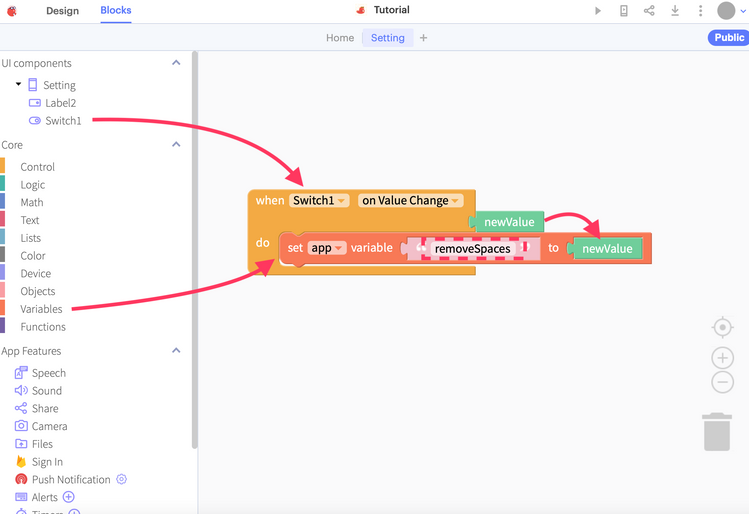 Design Blocks Tutorial
Home Setting + Public
UI components
Setting
Label2
Switch1
Core
Control
Logic
Math
Text
Lists
Color
Device
Objects
Variables
Functions
App Features
Speech
Sound
Share
Camera
Files
Sign In
Push Notification
Alerts
Timers
when Switch1 on Value Change
newValue
do set app variable “ removeSpaces ” to newValue